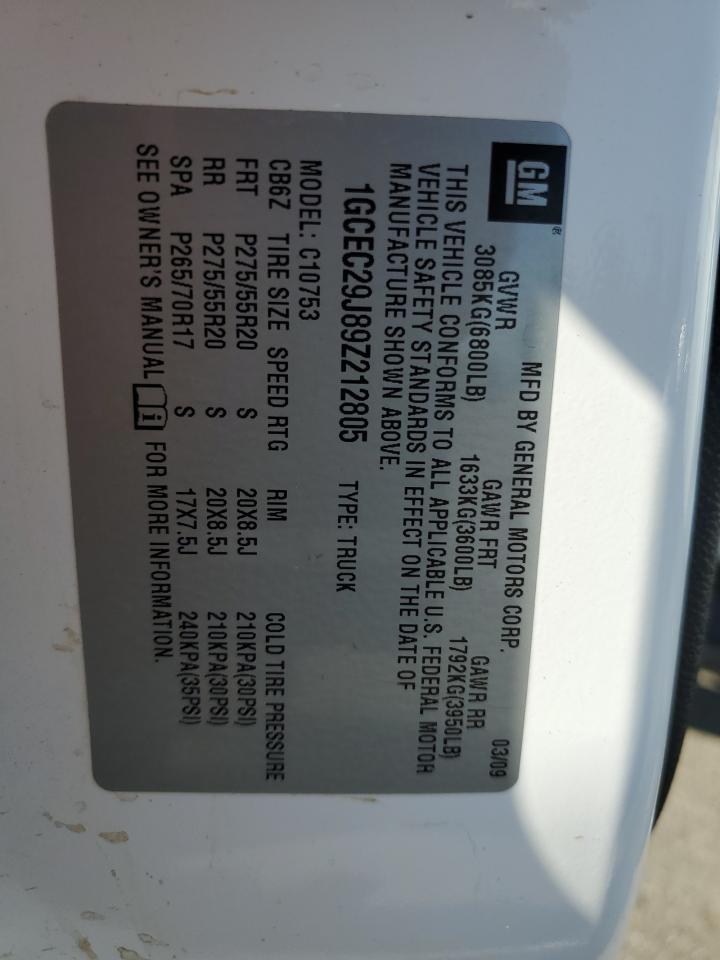 GM®
MFD BY GENERAL MOTORS CORP. 03/09
GVWR GAWR FRT GAWR RR
3085KG(6800LB) 1633KG(3600LB) 1792KG(3950LB)
THIS VEHICLE CONFORMS TO ALL APPLICABLE U.S. FEDERAL MOTOR
VEHICLE SAFETY STANDARDS IN EFFECT ON THE DATE OF
MANUFACTURE SHOWN ABOVE.
1GCEC29J89Z212805 TYPE: TRUCK
MODEL: C10753
CB6Z TIRE SIZE SPEED RTG RIM COLD TIRE PRESSURE
FRT P275/55R20 S 20X8.5J 210KPA(30PSI)
RR P275/55R20 S 20X8.5J 210KPA(30PSI)
SPA P265/70R17 S 17X7.5J 240KPA(35PSI)
SEE OWNER'S MANUAL FOR MORE INFORMATION.